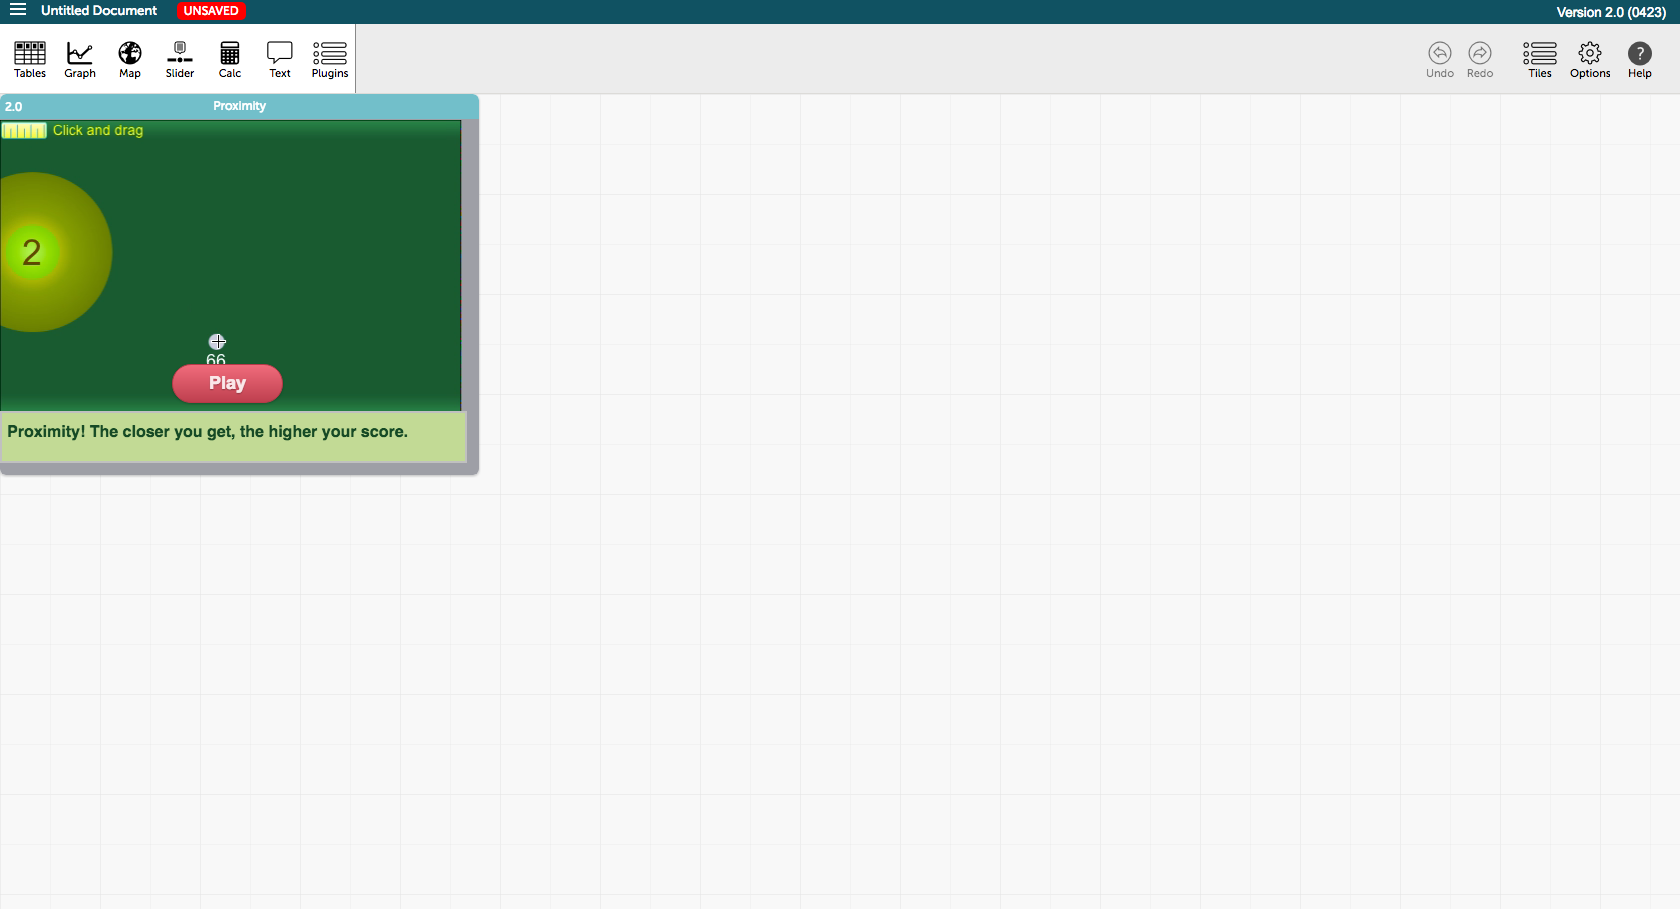 Untitled Document UNSAVED Version 2.0 (0423)
Tables Graph Map Slider Calc Text Plugins Undo Redo Tiles Options ? Help
2.0 Proximity
Click and drag
2
66
Play
Proximity! The closer you get, the higher your score.